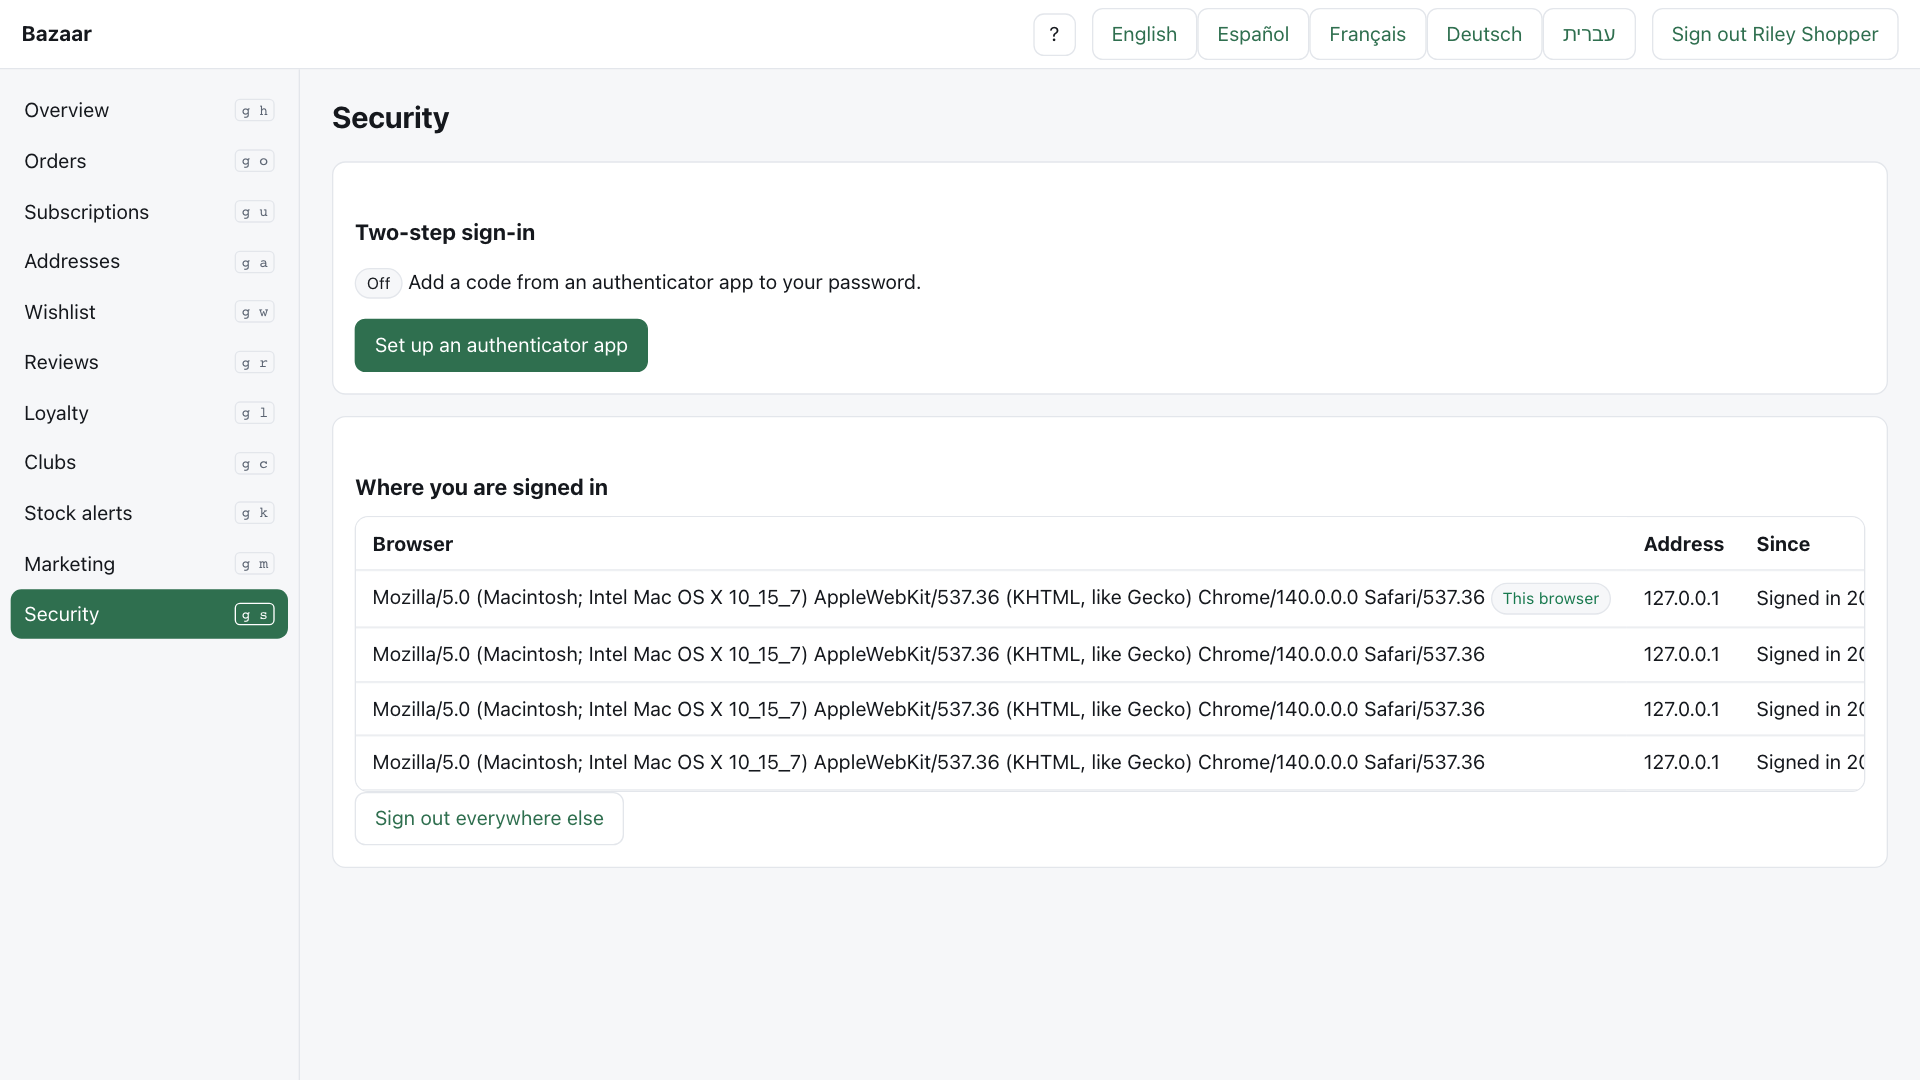 Bazaar
?
English
Español
Français
Deutsch
עברית
Sign out Riley Shopper
Overview g h
Orders g o
Subscriptions g u
Addresses g a
Wishlist g w
Reviews g r
Loyalty g l
Clubs g c
Stock alerts g k
Marketing g m
Security g s
Security
Two-step sign-in
Off Add a code from an authenticator app to your password.
Set up an authenticator app
Where you are signed in
Browser Address Since
Mozilla/5.0 (Macintosh; Intel Mac OS X 10_15_7) AppleWebKit/537.36 (KHTML, like Gecko) Chrome/140.0.0.0 Safari/537.36 This browser 127.0.0.1 Signed in 20
Mozilla/5.0 (Macintosh; Intel Mac OS X 10_15_7) AppleWebKit/537.36 (KHTML, like Gecko) Chrome/140.0.0.0 Safari/537.36 127.0.0.1 Signed in 20
Mozilla/5.0 (Macintosh; Intel Mac OS X 10_15_7) AppleWebKit/537.36 (KHTML, like Gecko) Chrome/140.0.0.0 Safari/537.36 127.0.0.1 Signed in 20
Mozilla/5.0 (Macintosh; Intel Mac OS X 10_15_7) AppleWebKit/537.36 (KHTML, like Gecko) Chrome/140.0.0.0 Safari/537.36 127.0.0.1 Signed in 20
Sign out everywhere else